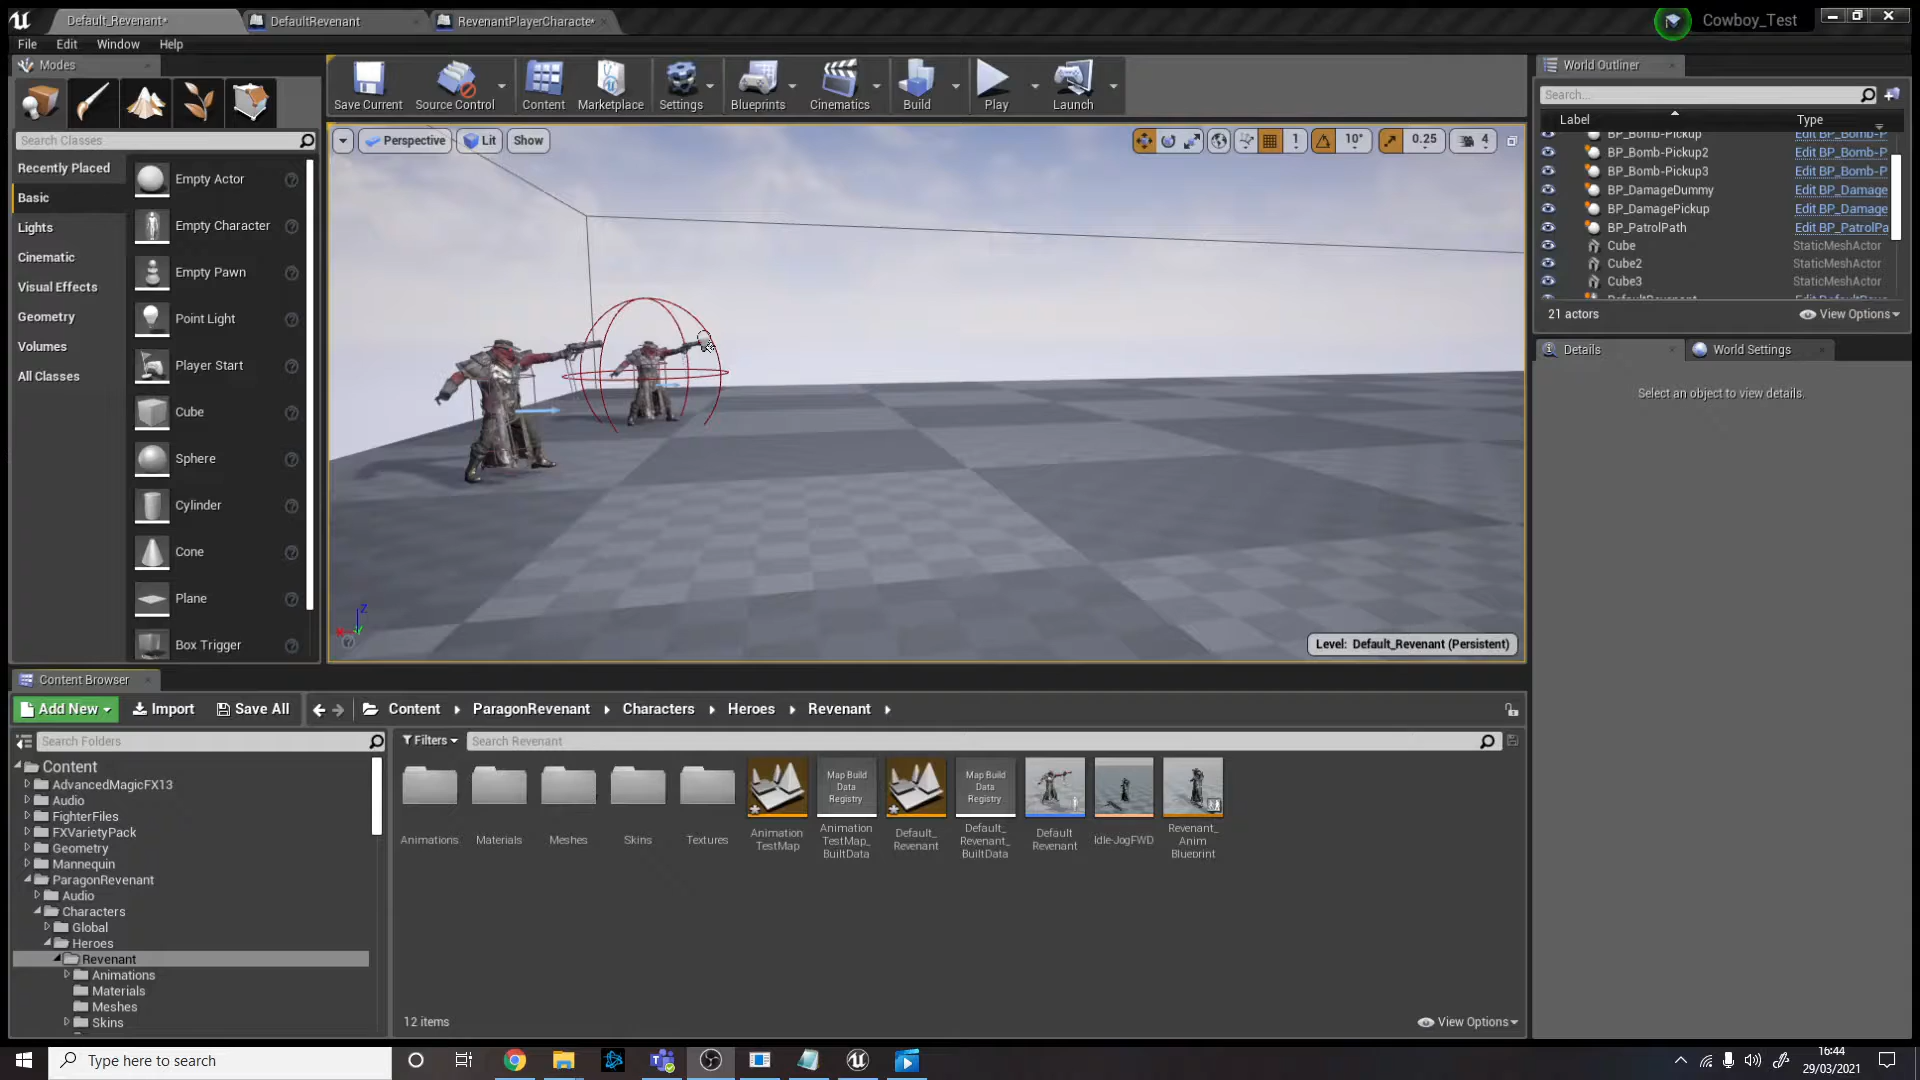 Default_Revenant*
DefaultRevenant
RevenantPlayerCharacte*
Cowboy_Test
File Edit Window Help
Modes
Search Classes
Recently Placed
Basic
Lights
Cinematic
Visual Effects
Geometry
Volumes
All Classes
Empty Actor
Empty Character
Empty Pawn
Point Light
Player Start
Cube
Sphere
Cylinder
Cone
Plane
Box Trigger
Save Current
Source Control
Content
Marketplace
Settings
Blueprints
Cinematics
Build
Play
Launch
Perspective Lit Show
1 10° 0.25 4
Z
Level: Default_Revenant (Persistent)
World Outliner
Search...
Label Type
BP_Bomb-Pickup Edit BP_Bomb-P
BP_Bomb-Pickup2 Edit BP_Bomb-P
BP_Bomb-Pickup3 Edit BP_Bomb-P
BP_DamageDummy Edit BP_Damage
BP_DamagePickup Edit BP_Damage
BP_PatrolPath Edit BP_PatrolPa
Cube StaticMeshActor
Cube2 StaticMeshActor
Cube3 StaticMeshActor
21 actors
View Options
Details
World Settings
Select an object to view details.
Content Browser
Add New Import Save All
Content ParagonRevenant Characters Heroes Revenant
Search Folders
Filters
Search Revenant
Content
AdvancedMagicFX13
Audio
FighterFiles
FXVarietyPack
Geometry
Mannequin
ParagonRevenant
Audio
Characters
Global
Heroes
Revenant
Animations
Materials
Meshes
Skins
Animations
Materials
Meshes
Skins
Textures
Animation
TestMap
Map Build
Data
Registry
Animation
TestMap_
BuiltData
Default_
Revenant
Map Build
Data
Registry
Default_
Revenant_
BuiltData
Default
Revenant
Idle-JogFWD
Revenant_
Anim
Blueprint
12 items
View Options
Type here to search
16:44
29/03/2021